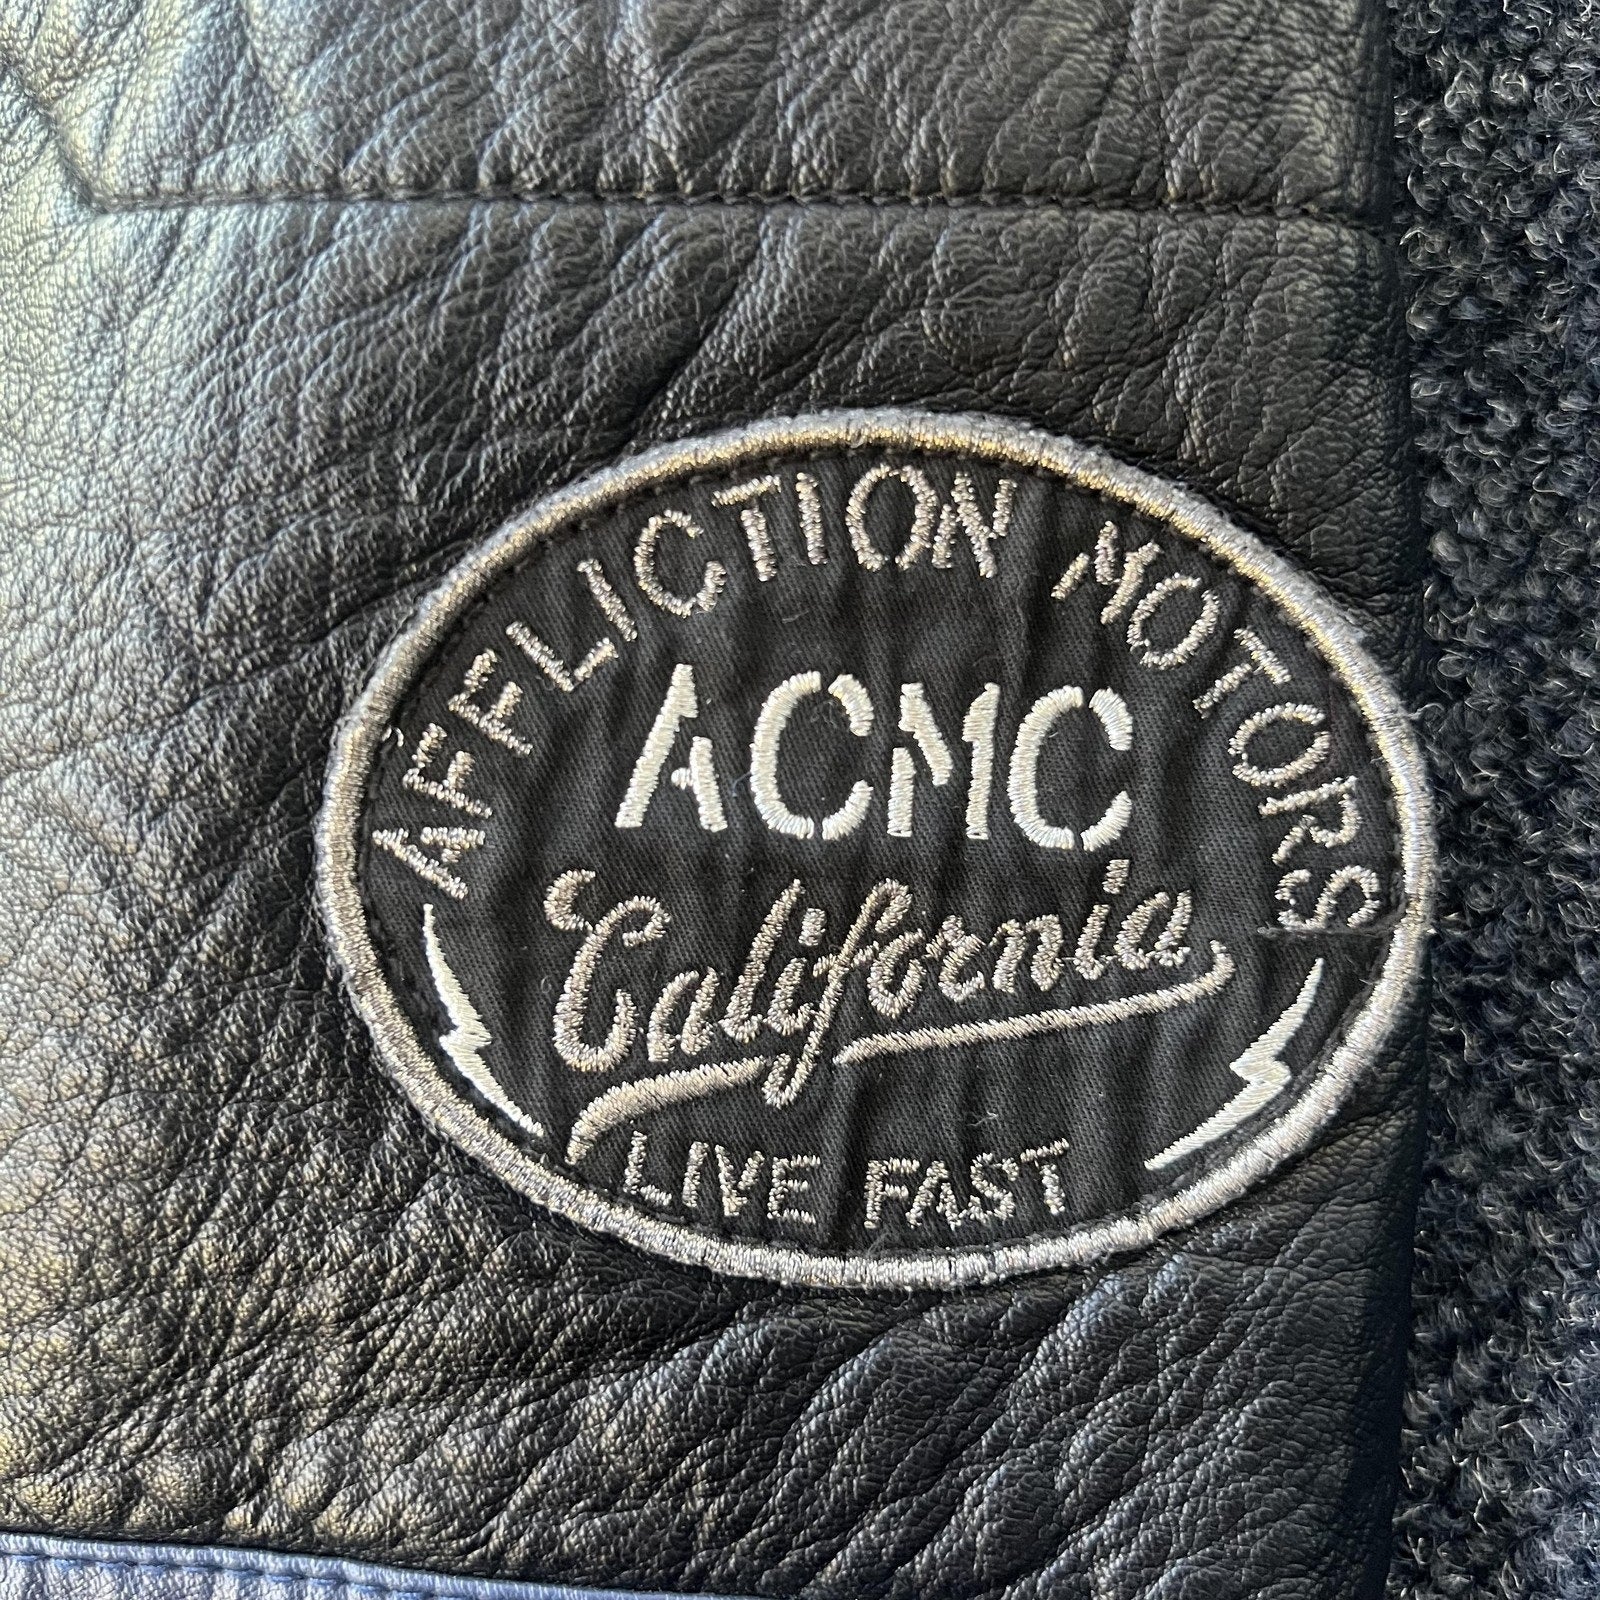 AFFLICTION MOTORS
ACMC
California
LIVE FAST